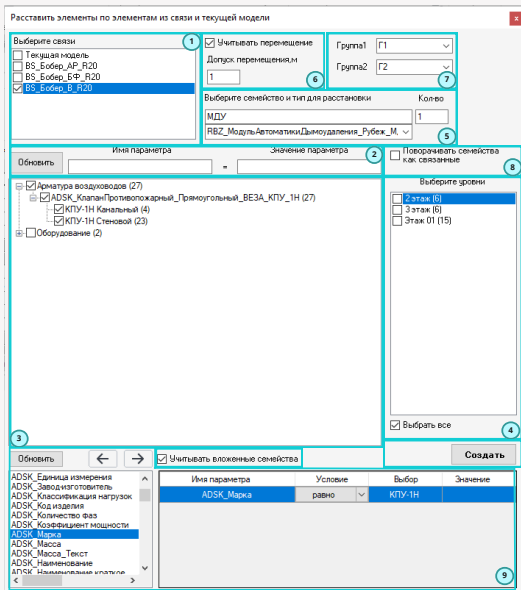 Расставить элементы по элементам из связи и текущей модели
x
Выберите связи
1
Текущая модель
BS_Бобер_АР_R20
BS_Бобер_БФ_R20
BS_Бобер_В_R20
Учитывать перемещение
Допуск перемещения,м
1
6
Группа1 Г1
Группа2 Г2
7
Выберите семейство и тип для расстановки Кол-во
МДУ 1
RBZ_МодульАвтоматикиДымоудаления_Рубеж_М.
5
Обновить
Имя параметра = Значение параметра
2
Поворачивать семейства
как связанные
8
Арматура воздуховодов (27)
ADSK_КлапанПротивопожарный_Прямоугольный_ВЕЗА_КПУ_1Н (27)
КПУ-1Н Канальный (4)
КПУ-1Н Стеновой (23)
Оборудование (2)
3
Выберите уровни
2 этаж (6)
3 этаж (6)
Этаж 01 (15)
Выбрать все
4
Обновить
← →
Учитывать вложенные семейства
Создать
ADSK_Единица измерения
ADSK_Завод-изготовитель
ADSK_Классификация нагрузок
ADSK_Код изделия
ADSK_Количество фаз
ADSK_Коэффициент мощности
ADSK_Марка
ADSK_Масса
ADSK_Масса_Текст
ADSK_Наименование
ADSK_Наименование краткое
Имя параметра Условие Выбор Значение
ADSK_Марка равно КПУ-1Н
9